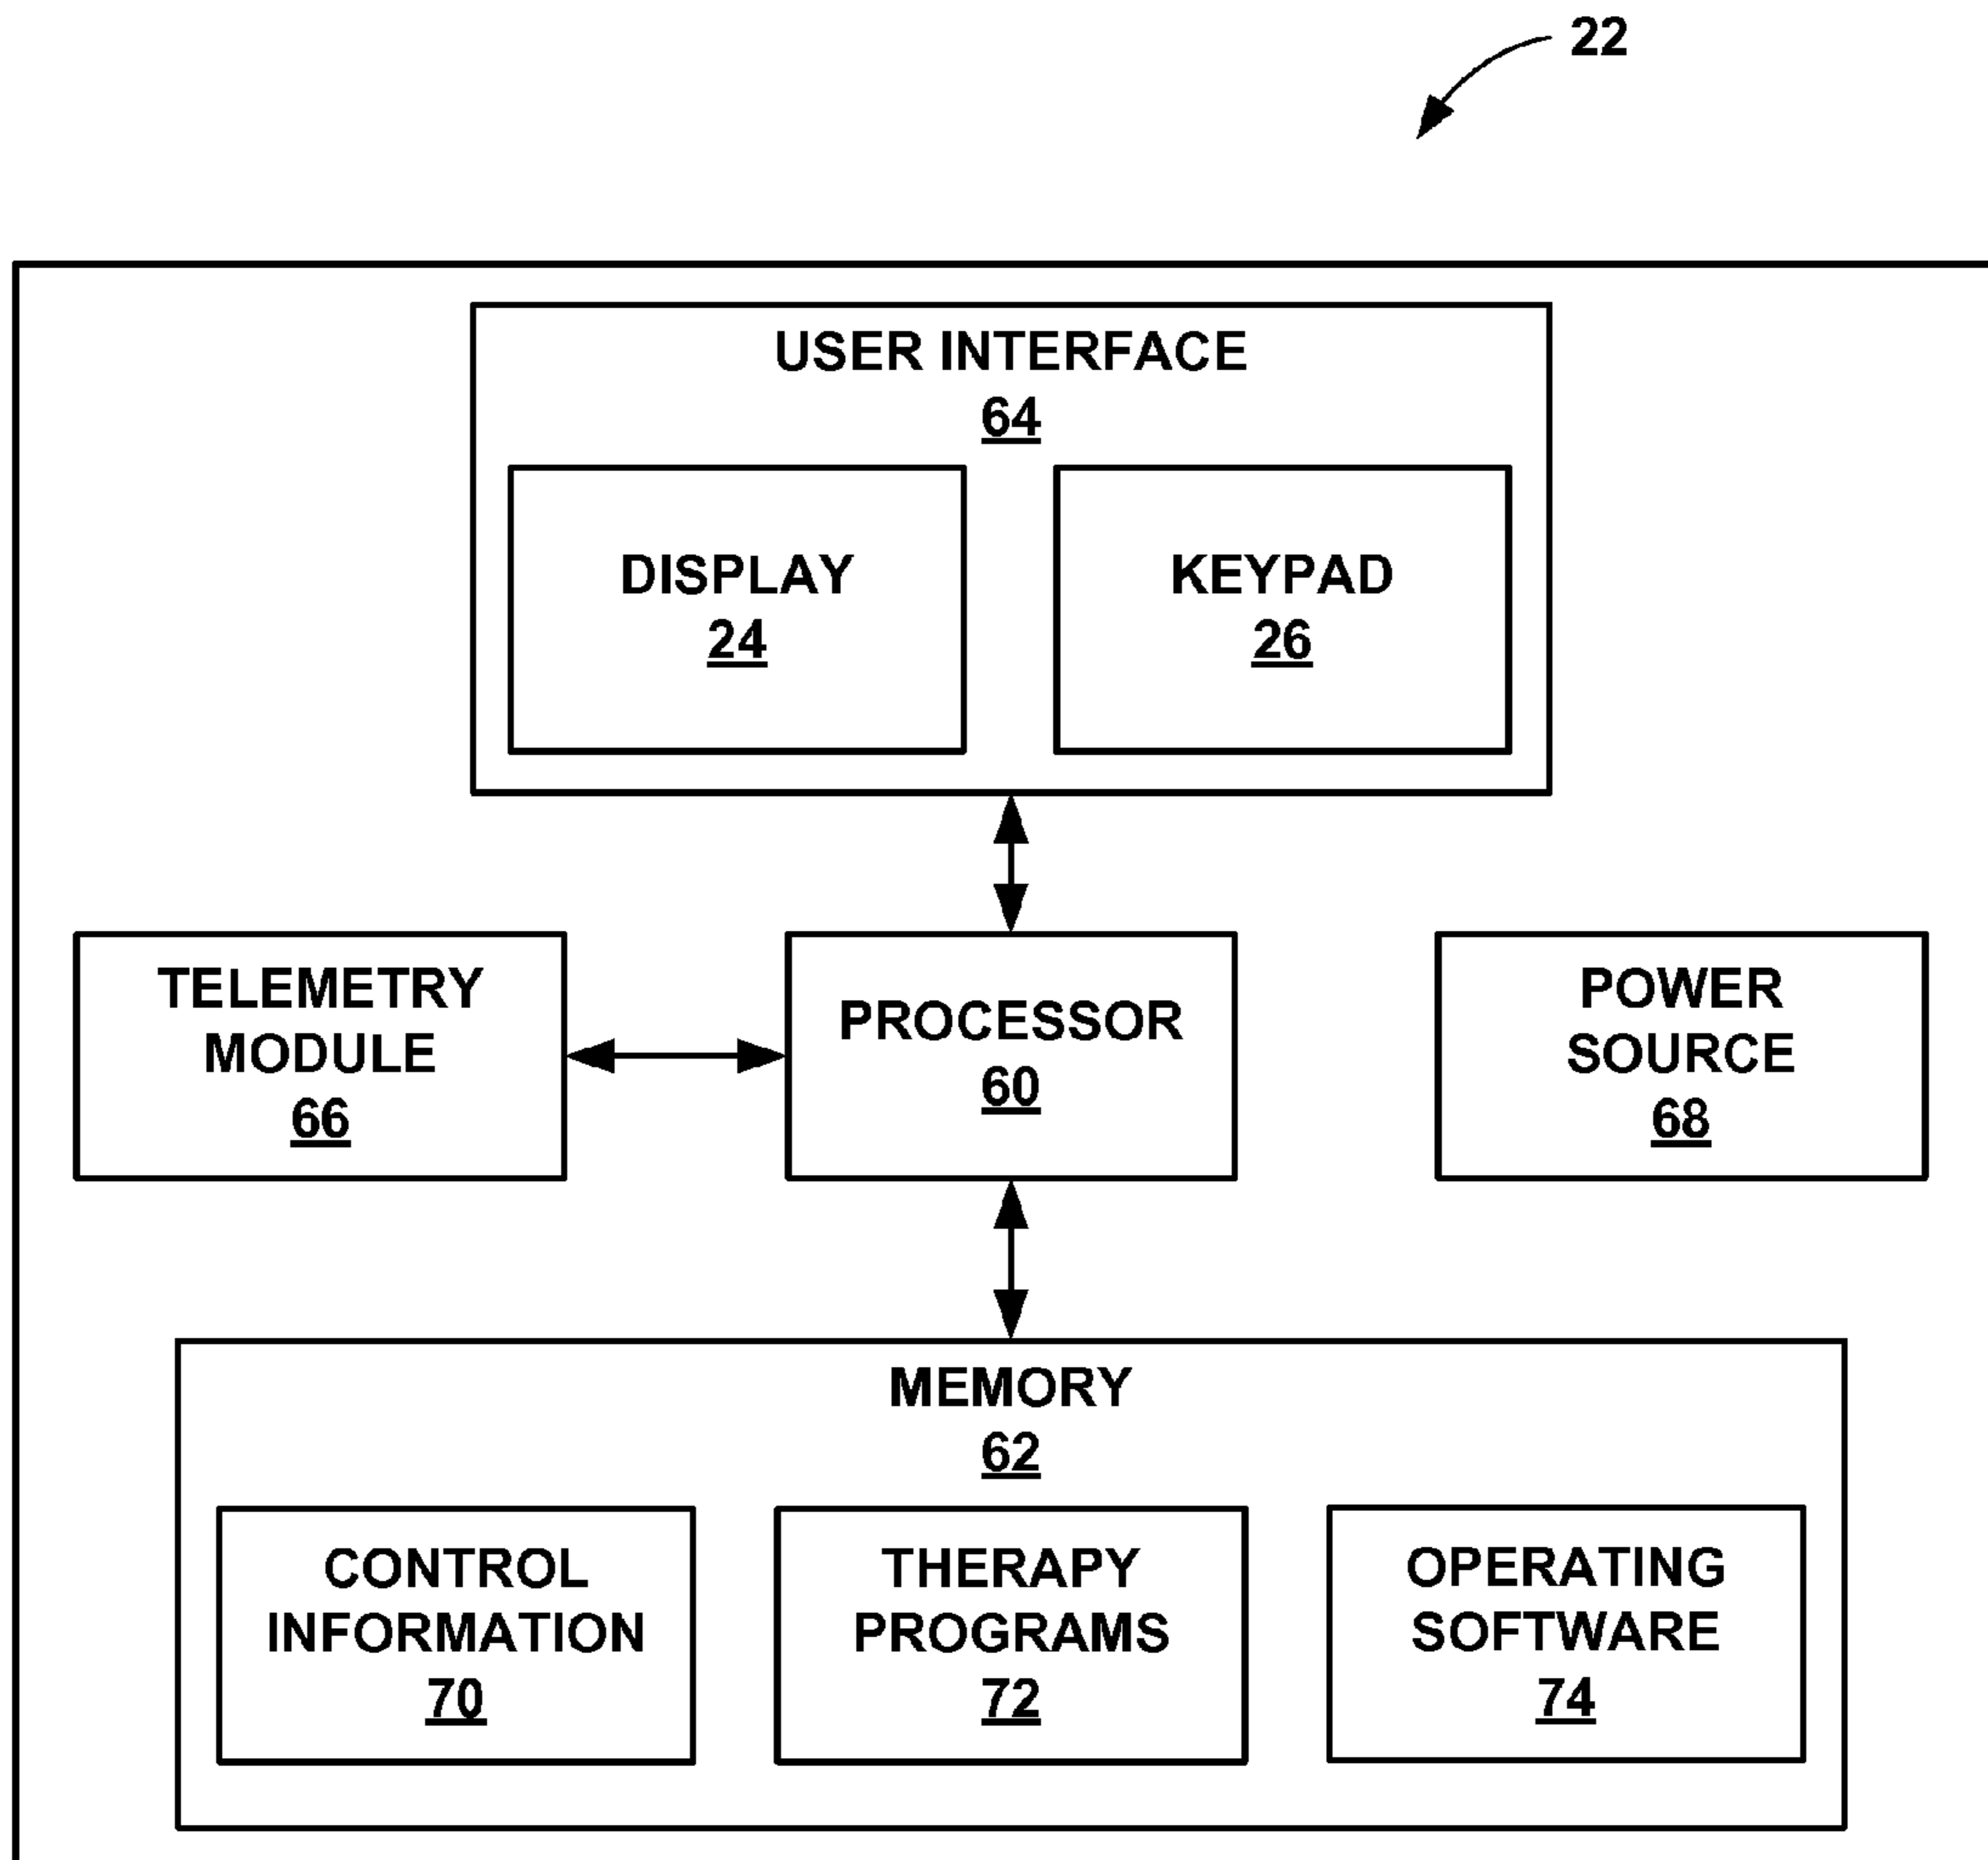 22
USER INTERFACE
64
DISPLAY
24
KEYPAD
26
TELEMETRY
MODULE
66
PROCESSOR
60
POWER
SOURCE
68
MEMORY
62
CONTROL
INFORMATION
70
THERAPY
PROGRAMS
72
OPERATING
SOFTWARE
74